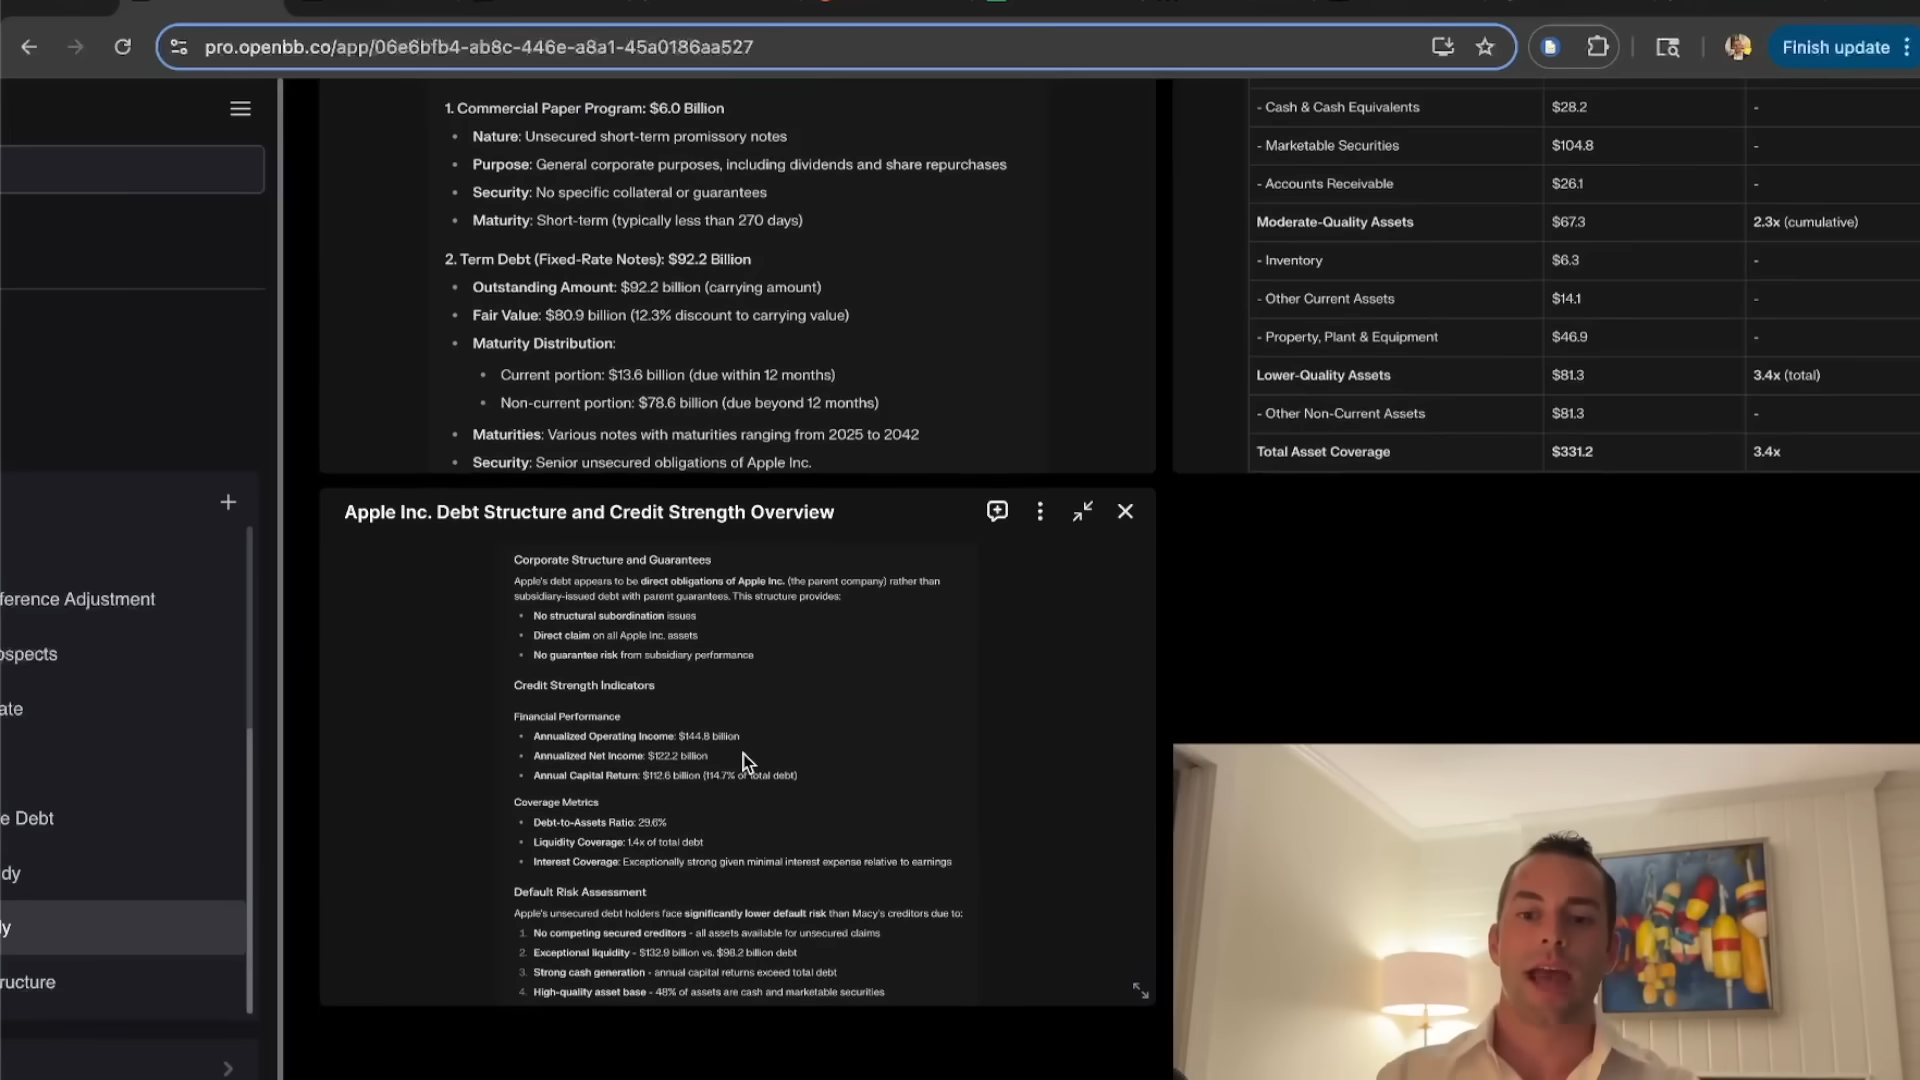 pro.openbb.co/app/06e6bfb4-ab8c-446e-a8a1-45a0186aa527
Finish update
ference Adjustment
ospects
ate
e Debt
dy
ly
ructure
1. Commercial Paper Program: $6.0 Billion
• Nature: Unsecured short-term promissory notes
• Purpose: General corporate purposes, including dividends and share repurchases
• Security: No specific collateral or guarantees
• Maturity: Short-term (typically less than 270 days)
2. Term Debt (Fixed-Rate Notes): $92.2 Billion
• Outstanding Amount: $92.2 billion (carrying amount)
• Fair Value: $80.9 billion (12.3% discount to carrying value)
• Maturity Distribution:
• Current portion: $13.6 billion (due within 12 months)
• Non-current portion: $78.6 billion (due beyond 12 months)
• Maturities: Various notes with maturities ranging from 2025 to 2042
• Security: Senior unsecured obligations of Apple Inc.
- Cash & Cash Equivalents $28.2 -
- Marketable Securities $104.8 -
- Accounts Receivable $26.1 -
Moderate-Quality Assets $67.3 2.3x (cumulative)
- Inventory $6.3 -
- Other Current Assets $14.1 -
- Property, Plant & Equipment $46.9 -
Lower-Quality Assets $81.3 3.4x (total)
- Other Non-Current Assets $81.3 -
Total Asset Coverage $331.2 3.4x
Apple Inc. Debt Structure and Credit Strength Overview
Corporate Structure and Guarantees
Apple's debt appears to be direct obligations of Apple Inc. (the parent company) rather than
subsidiary-issued debt with parent guarantees. This structure provides:
• No structural subordination issues
• Direct claim on all Apple Inc. assets
• No guarantee risk from subsidiary performance
Credit Strength Indicators
Financial Performance
• Annualized Operating Income: $144.8 billion
• Annualized Net Income: $122.2 billion
• Annual Capital Return: $112.6 billion (114.7% of total debt)
Coverage Metrics
• Debt-to-Assets Ratio: 29.6%
• Liquidity Coverage: 1.4x of total debt
• Interest Coverage: Exceptionally strong given minimal interest expense relative to earnings
Default Risk Assessment
Apple's unsecured debt holders face significantly lower default risk than Macy's creditors due to:
1. No competing secured creditors - all assets available for unsecured claims
2. Exceptional liquidity - $132.9 billion vs. $98.2 billion debt
3. Strong cash generation - annual capital returns exceed total debt
4. High-quality asset base - 48% of assets are cash and marketable securities